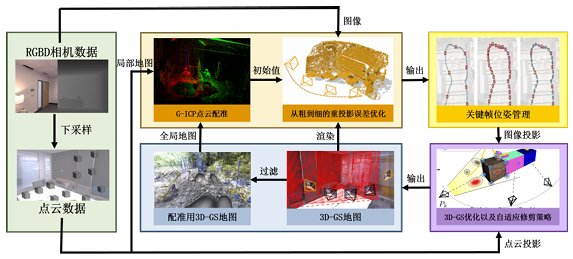 图像
RGBD相机数据
局部地图
初始值
输出
G-ICP点云配准
从粗到细的重投影误差优化
关键帧位姿管理
下采样
全局地图
渲染
图像投影
过滤
输出
点云数据
配准用3D-GS地图
3D-GS地图
3D-GS优化以及自适应修剪策略
点云投影